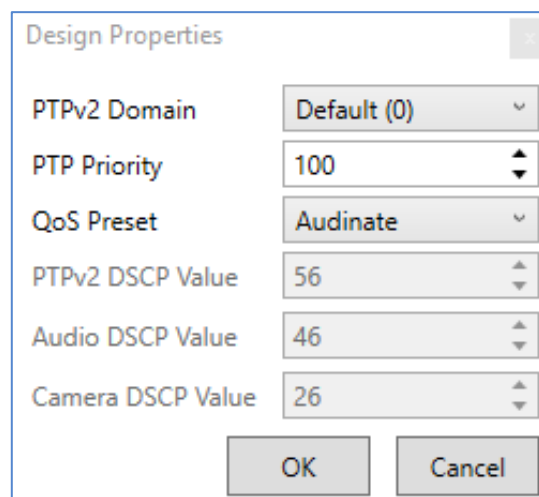 Design Properties x
PTPv2 Domain Default (0)
PTP Priority 100
QoS Preset Audinate
PTPv2 DSCP Value 56
Audio DSCP Value 46
Camera DSCP Value 26
OK Cancel